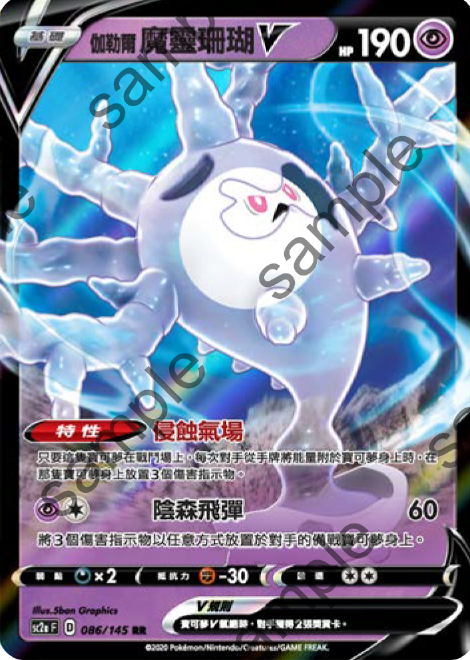 基礎 伽勒爾 魔靈珊瑚V HP190
sample
sample
sample
特性 侵蝕氣場
只要這隻寶可夢在戰鬥場上，每次對手從手牌將能量附於寶可夢身上時，在
那隻寶可夢身上放置3個傷害指示物。
陰森飛彈 60
將3個傷害指示物以任意方式放置於對手的備戰寶可夢身上。
弱點 ×2 抵抗力 -30 撤退
Illus.5ban Graphics
V規則
sc2a F D 086/145 RR
寶可夢V氣絕時，對手獲得2張獎賞卡。
©2020 Pokémon/Nintendo/Creatures/GAME FREAK.